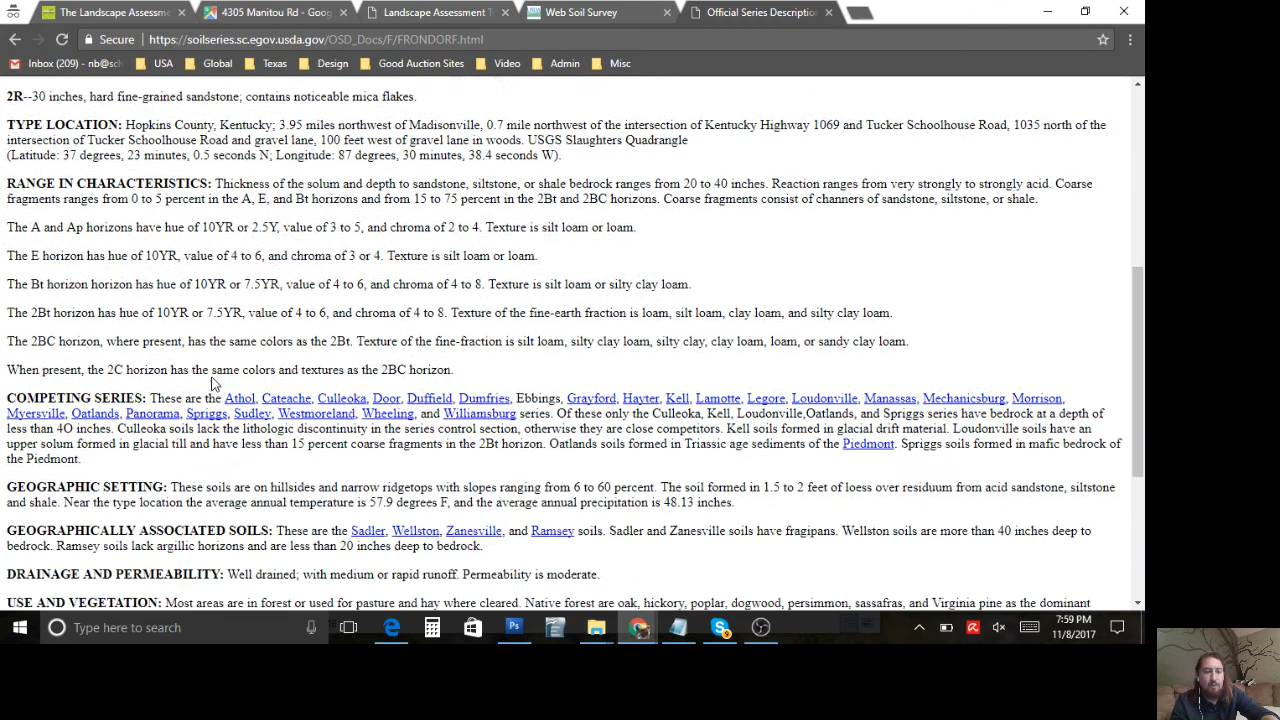 The Landscape Assessm
4305 Manitou Rd - Goog
Landscape Assessment T
Web Soil Survey
Official Series Descriptio
Secure
https://soilseries.sc.egov.usda.gov/OSD_Docs/F/FRONDORF.html
Inbox (209) - nb@sch
USA
Global
Texas
Design
Good Auction Sites
Video
Admin
Misc
2R--30 inches, hard fine-grained sandstone; contains noticeable mica flakes.
TYPE LOCATION: Hopkins County, Kentucky; 3.95 miles northwest of Madisonville, 0.7 mile northwest of the intersection of Kentucky Highway 1069 and Tucker Schoolhouse Road, 1035 north of the
intersection of Tucker Schoolhouse Road and gravel lane, 100 feet west of gravel lane in woods. USGS Slaughters Quadrangle
(Latitude: 37 degrees, 23 minutes, 0.5 seconds N; Longitude: 87 degrees, 30 minutes, 38.4 seconds W).
RANGE IN CHARACTERISTICS: Thickness of the solum and depth to sandstone, siltstone, or shale bedrock ranges from 20 to 40 inches. Reaction ranges from very strongly to strongly acid. Coarse
fragments ranges from 0 to 5 percent in the A, E, and Bt horizons and from 15 to 75 percent in the 2Bt and 2BC horizons. Coarse fragments consist of channers of sandstone, siltstone, or shale.
The A and Ap horizons have hue of 10YR or 2.5Y, value of 3 to 5, and chroma of 2 to 4. Texture is silt loam or loam.
The E horizon has hue of 10YR, value of 4 to 6, and chroma of 3 or 4. Texture is silt loam or loam.
The Bt horizon horizon has hue of 10YR or 7.5YR, value of 4 to 6, and chroma of 4 to 8. Texture is silt loam or silty clay loam.
The 2Bt horizon has hue of 10YR or 7.5YR, value of 4 to 6, and chroma of 4 to 8. Texture of the fine-earth fraction is loam, silt loam, clay loam, and silty clay loam.
The 2BC horizon, where present, has the same colors as the 2Bt. Texture of the fine-fraction is silt loam, silty clay loam, silty clay, clay loam, loam, or sandy clay loam.
When present, the 2C horizon has the same colors and textures as the 2BC horizon.
COMPETING SERIES: These are the Athol, Cateache, Culleoka, Door, Duffield, Dumfries, Ebbings, Grayford, Hayter, Kell, Lamotte, Legore, Loudonville, Manassas, Mechanicsburg, Morrison,
Myersville, Oatlands, Panorama, Spriggs, Sudley, Westmoreland, Wheeling, and Williamsburg series. Of these only the Culleoka, Kell, Loudonville,Oatlands, and Spriggs series have bedrock at a depth of
less than 4O inches. Culleoka soils lack the lithologic discontinuity in the series control section, otherwise they are close competitors. Kell soils formed in glacial drift material. Loudonville soils have an
upper solum formed in glacial till and have less than 15 percent coarse fragments in the 2Bt horizon. Oatlands soils formed in Triassic age sediments of the Piedmont. Spriggs soils formed in mafic bedrock of
the Piedmont.
GEOGRAPHIC SETTING: These soils are on hillsides and narrow ridgetops with slopes ranging from 6 to 60 percent. The soil formed in 1.5 to 2 feet of loess over residuum from acid sandstone, siltstone
and shale. Near the type location the average annual temperature is 57.9 degrees F, and the average annual precipitation is 48.13 inches.
GEOGRAPHICALLY ASSOCIATED SOILS: These are the Sadler, Wellston, Zanesville, and Ramsey soils. Sadler and Zanesville soils have fragipans. Wellston soils are more than 40 inches deep to
bedrock. Ramsey soils lack argillic horizons and are less than 20 inches deep to bedrock.
DRAINAGE AND PERMEABILITY: Well drained; with medium or rapid runoff. Permeability is moderate.
USE AND VEGETATION: Most areas are in forest or used for pasture and hay where cleared. Native forest are oak, hickory, poplar, dogwood, persimmon, sassafras, and Virginia pine as the dominant
Type here to search
7:59 PM
11/8/2017